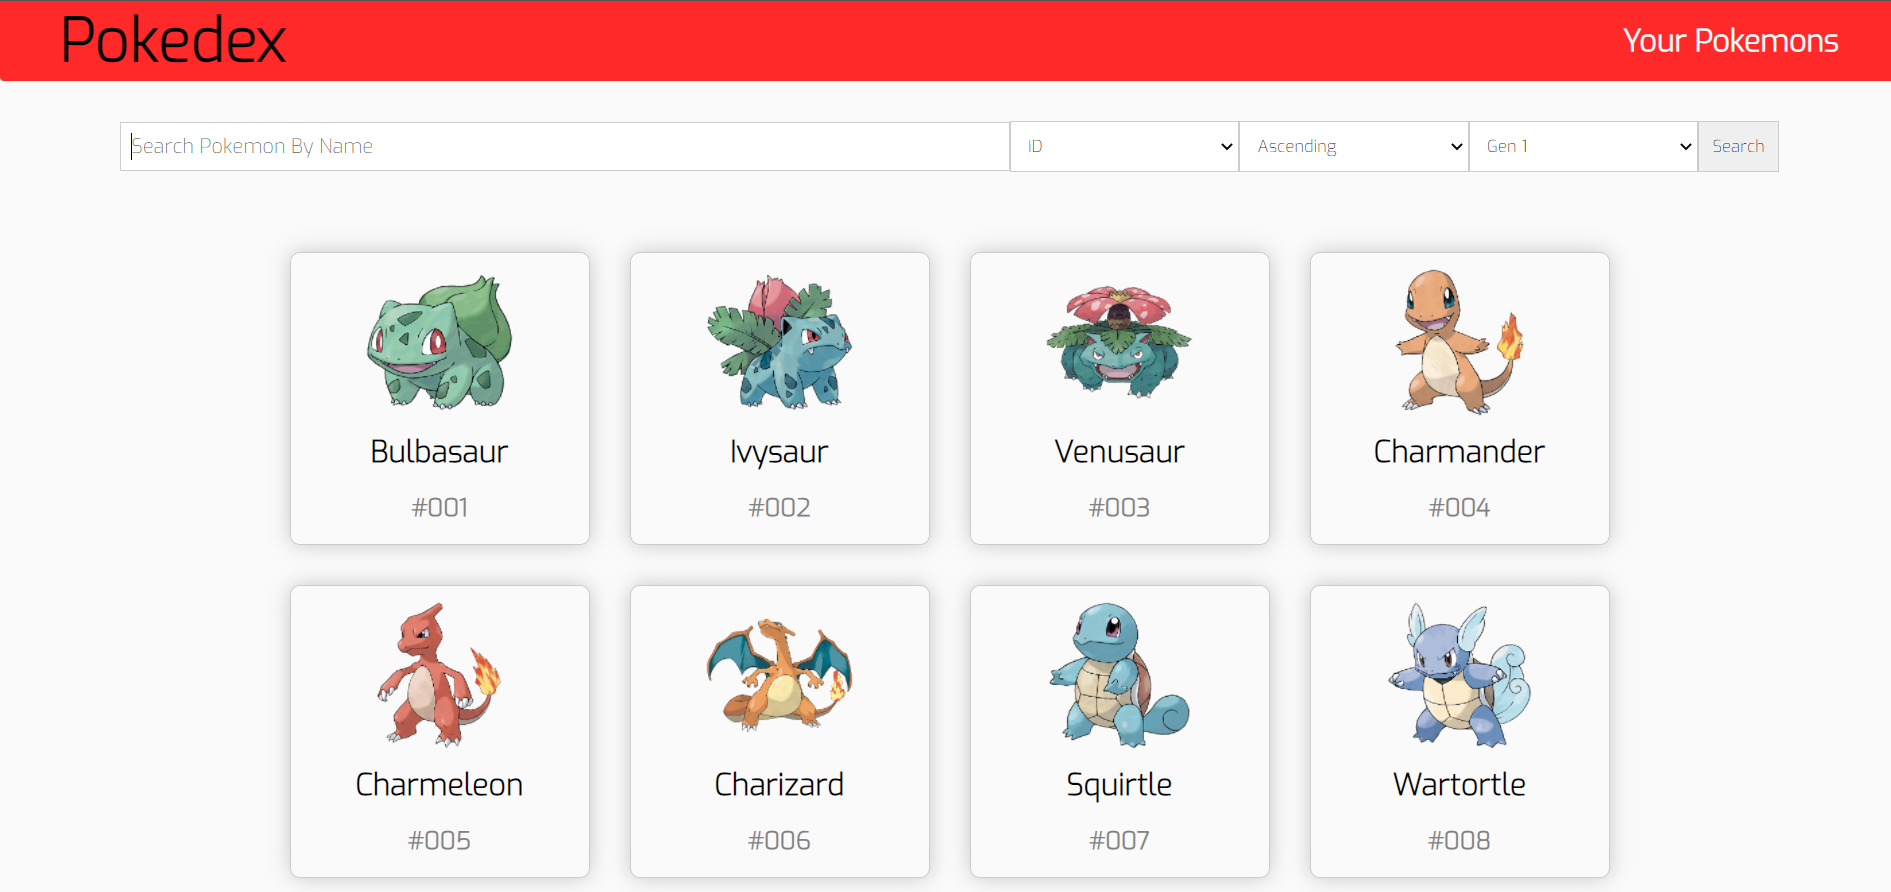 Pokedex
Your Pokemons
Search Pokemon By Name
ID
Ascending
Gen 1
Search
Bulbasaur
#001
Ivysaur
#002
Venusaur
#003
Charmander
#004
Charmeleon
#005
Charizard
#006
Squirtle
#007
Wartortle
#008